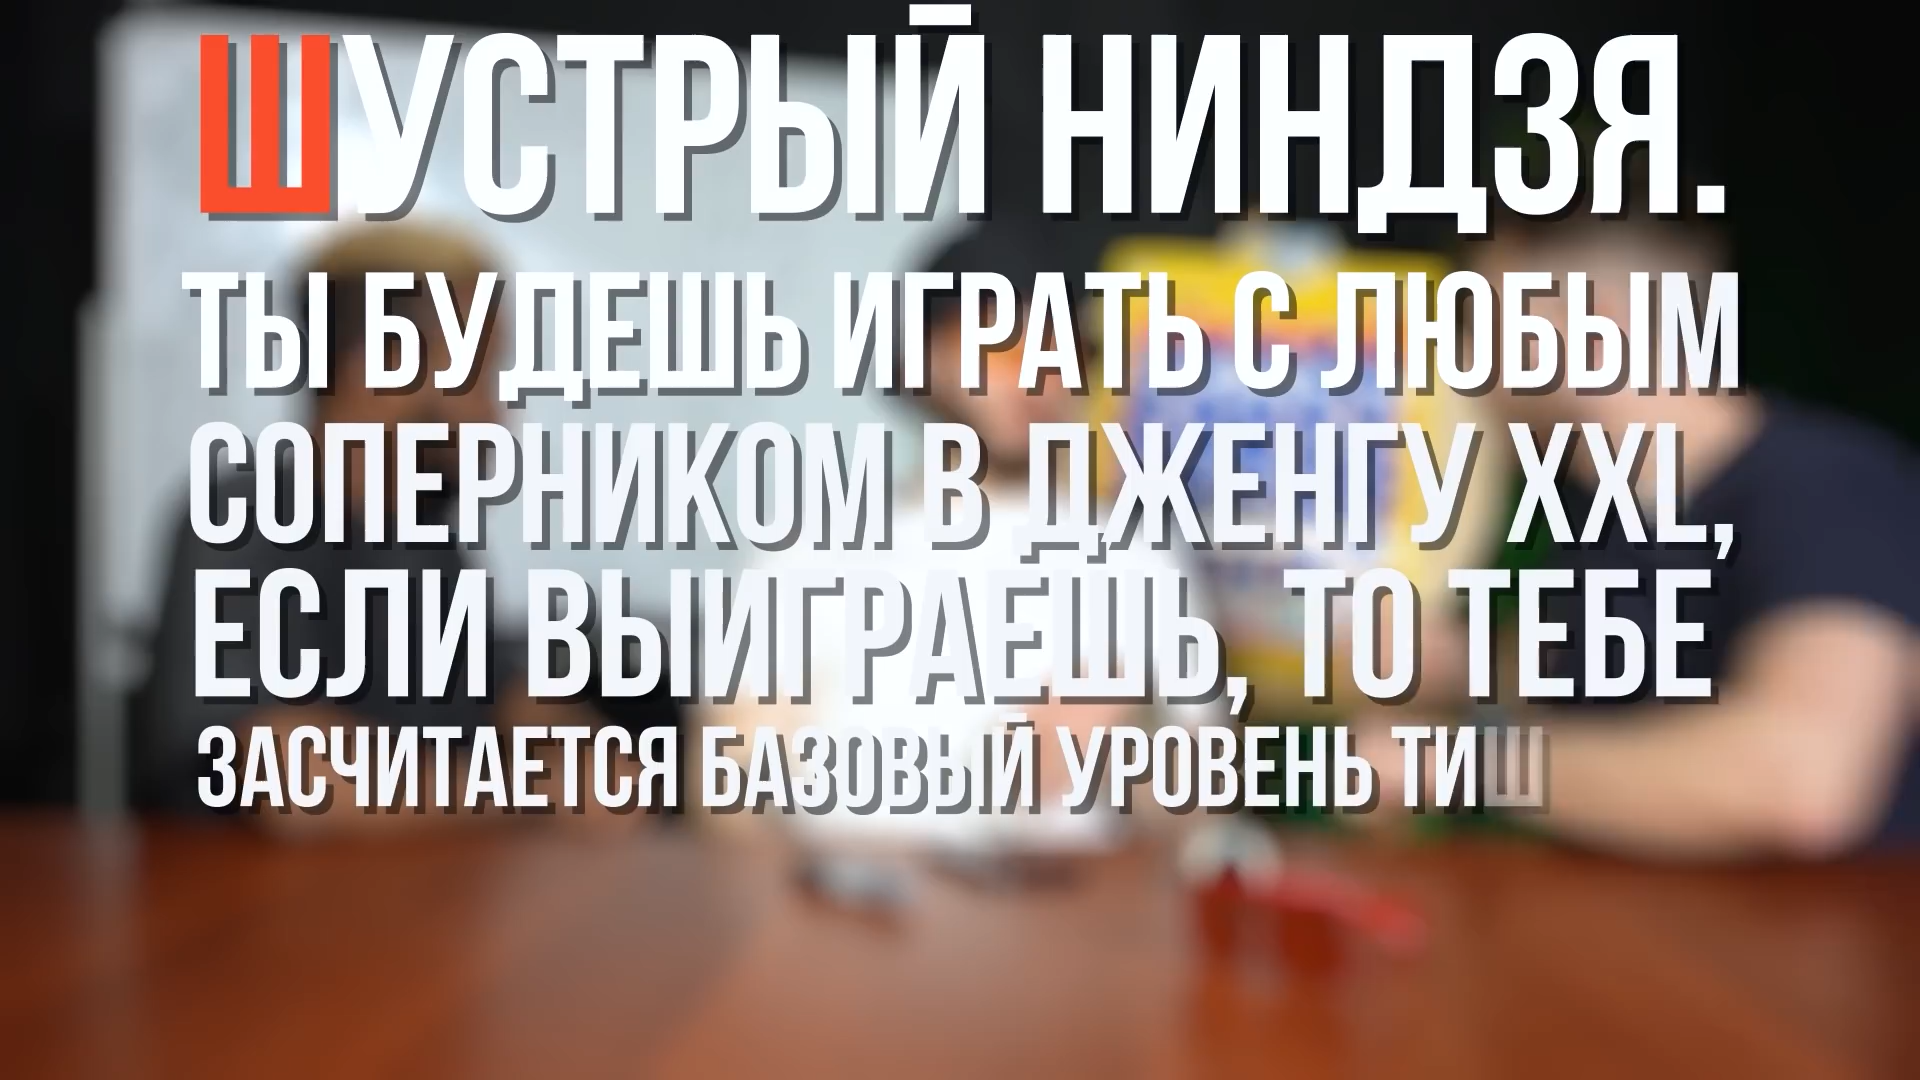 ШУСТРЫЙ НИНДЗЯ.
ТЫ БУДЕШЬ ИГРАТЬ С ЛЮБЫМ
СОПЕРНИКОМ В ДЖЕНГУ XXL,
ЕСЛИ ВЫИГРАЕШЬ, ТО ТЕБЕ
ЗАСЧИТАЕТСЯ БАЗОВЫЙ УРОВЕНЬ ТИШ